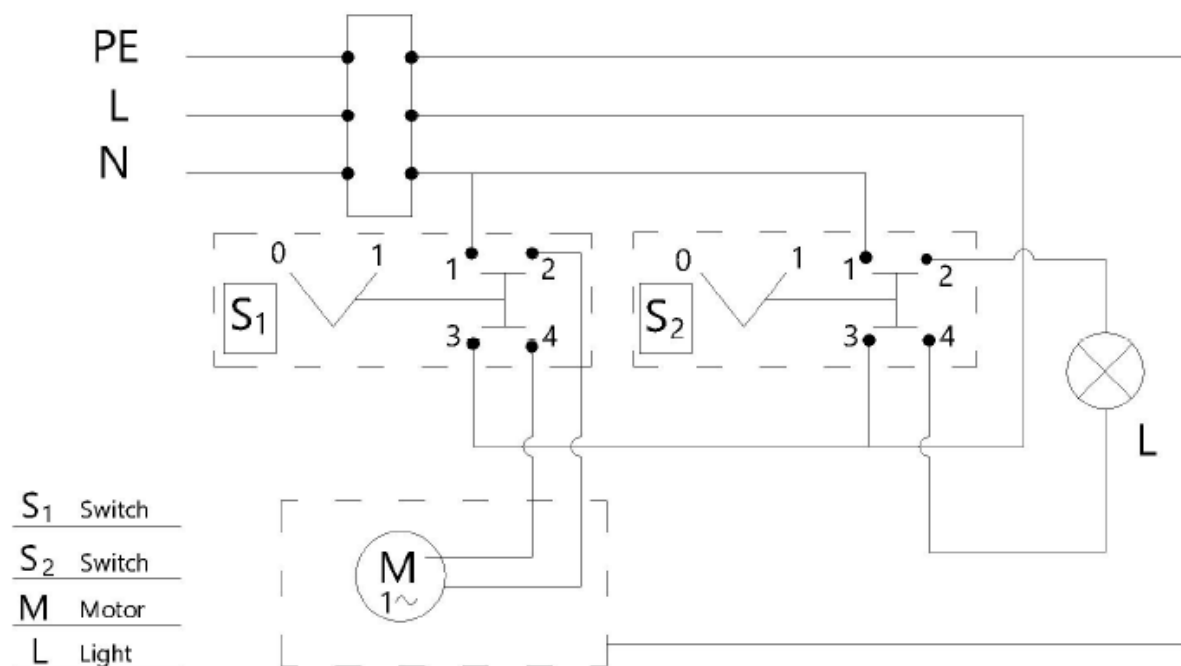 PE
L
N
0 1 1 2
S1
3 4
0 1 1 2
S2
3 4
L
M
1~
S1 Switch
S2 Switch
M Motor
L Light